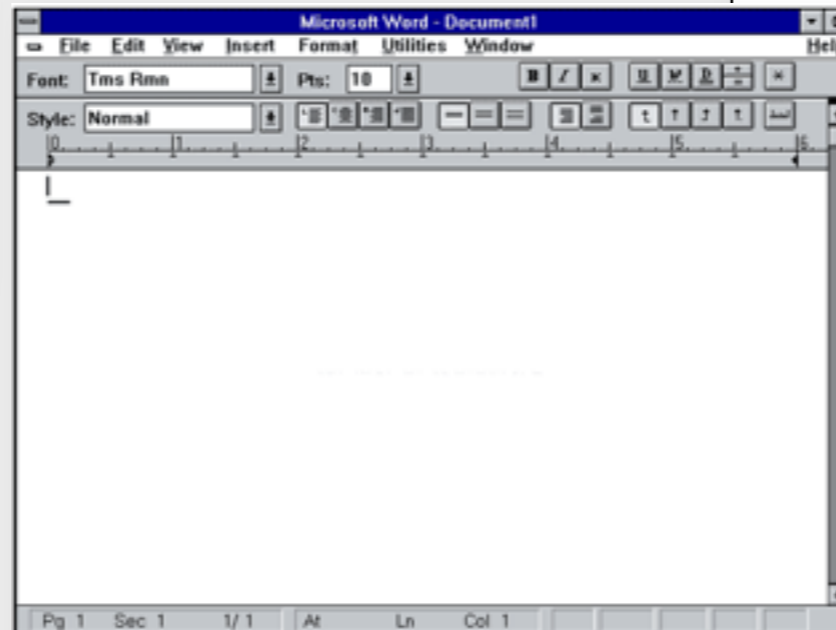 Microsoft Word - Document1
File Edit View Insert Format Utilities Window Help
Font: Tms Rmn Pts: 10 B I K U W D
Style: Normal
0 1 2 3 4 5 6
Pg 1 Sec 1 1/1 At Ln Col 1